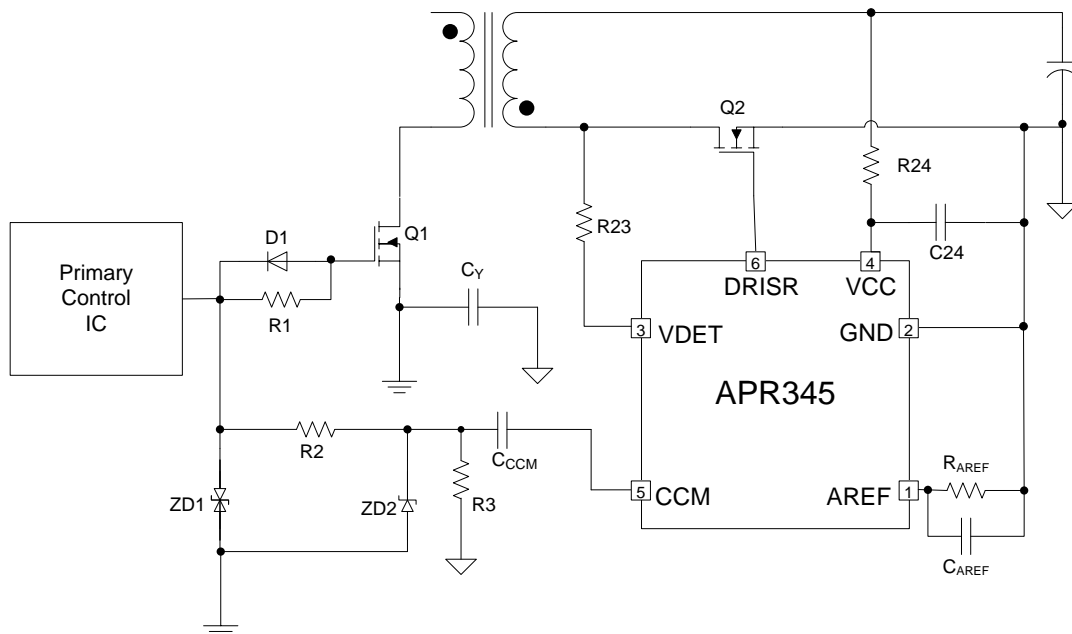 Q2
R24
R23
D1
Q1
C24
Primary
Control
IC
CY
6
4
DRISR
VCC
R1
3
VDET
GND
2
APR345
R2
CCCM
R3
RAREF
ZD1
ZD2
5
CCM
AREF
1
CAREF